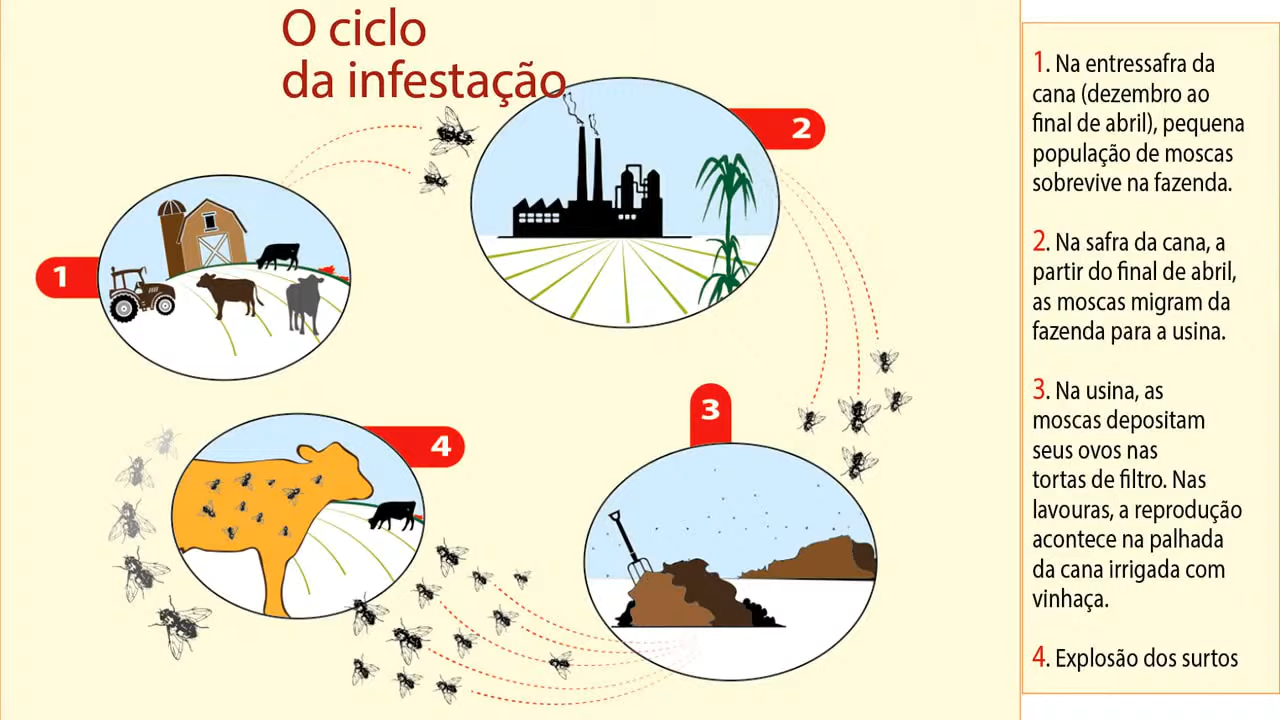 O ciclo
da infestação
1
2
3
4
1. Na entressafra da
cana (dezembro ao
final de abril), pequena
população de moscas
sobrevive na fazenda.
2. Na safra da cana, a
partir do final de abril,
as moscas migram da
fazenda para a usina.
3. Na usina, as
moscas depositam
seus ovos nas
tortas de filtro. Nas
lavouras, a reprodução
acontece na palhada
da cana irrigada com
vinhaça.
4. Explosão dos surtos